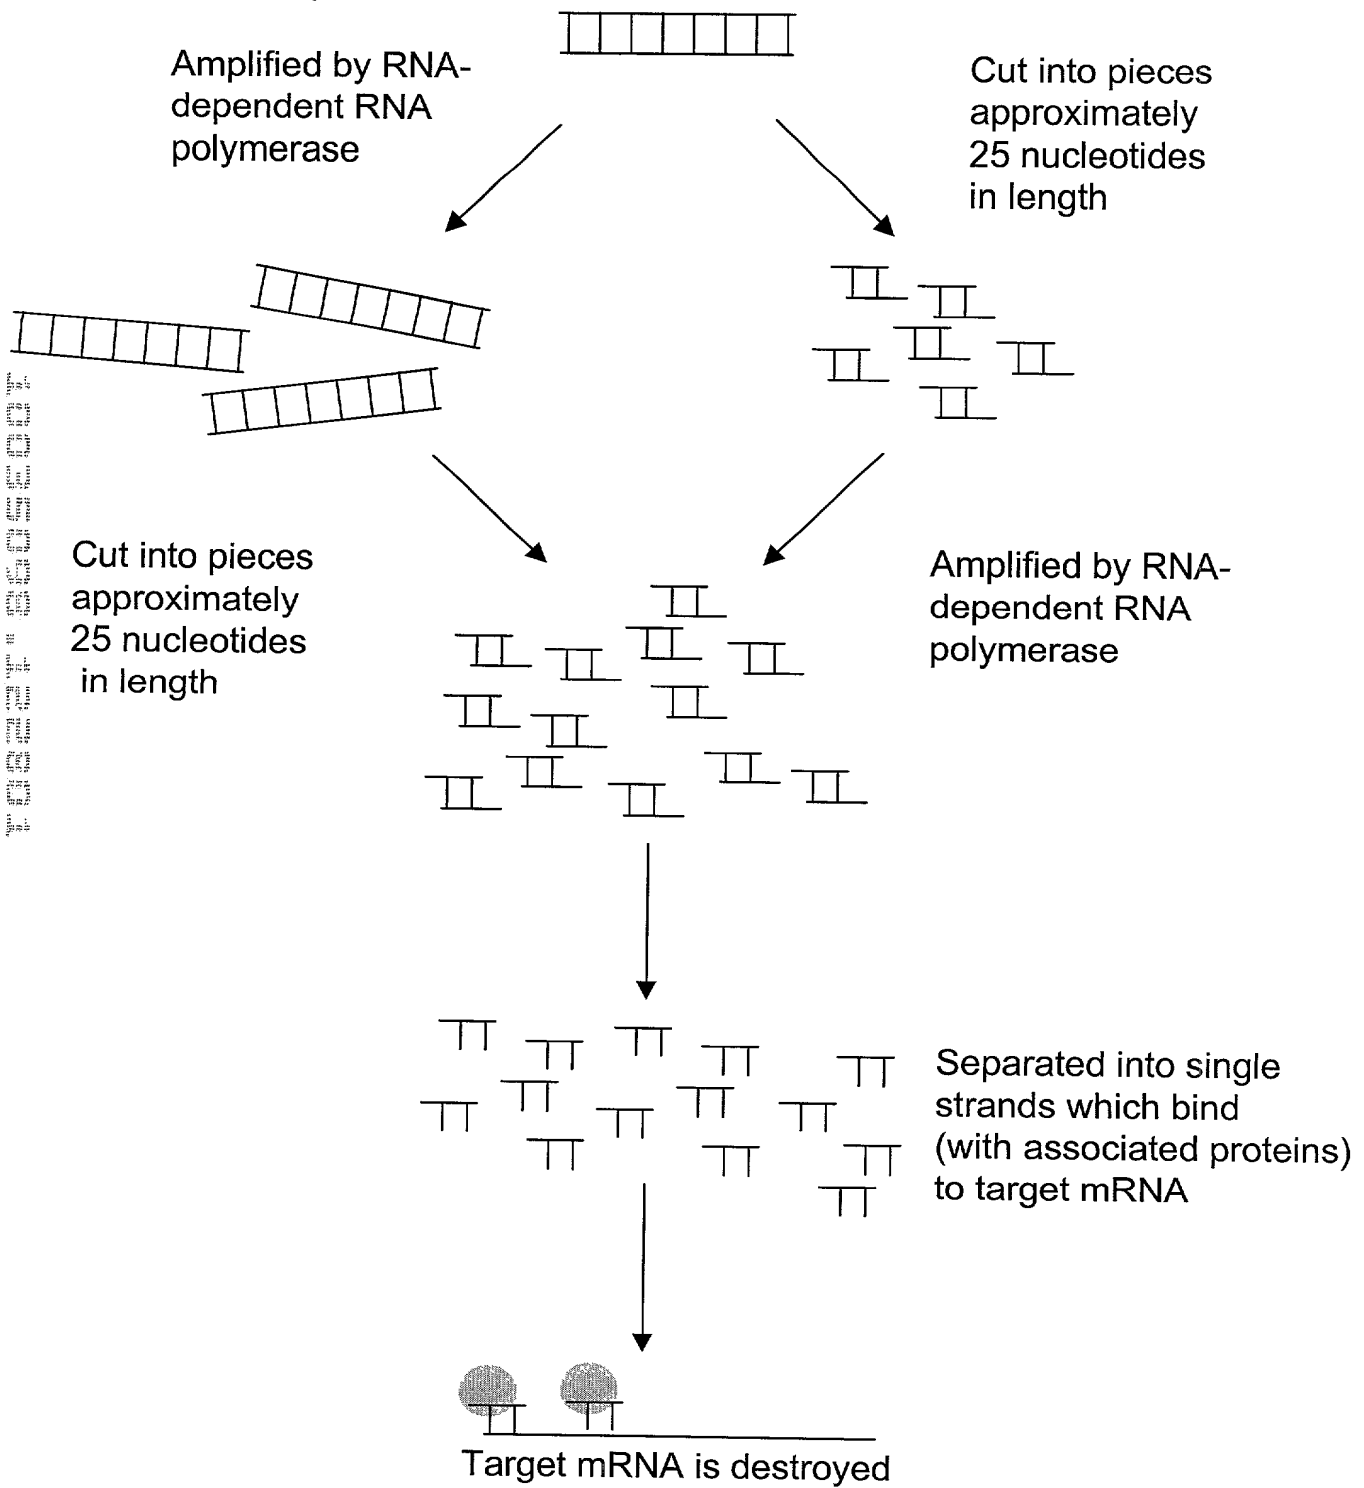 Amplified by RNA-
dependent RNA
polymerase
Cut into pieces
approximately
25 nucleotides
in length
Cut into pieces
approximately
25 nucleotides
in length
Amplified by RNA-
dependent RNA
polymerase
Separated into single
strands which bind
(with associated proteins)
to target mRNA
Target mRNA is destroyed